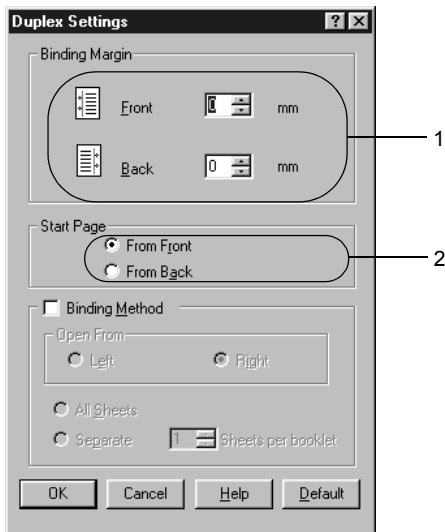 Duplex Settings
Binding Margin
Front 0 mm
1
Back 0 mm
Start Page
From Front
2
From Back
Binding Method
Open From
Left Right
All Sheets
Separate 1 Sheets per booklet
OK Cancel Help Default